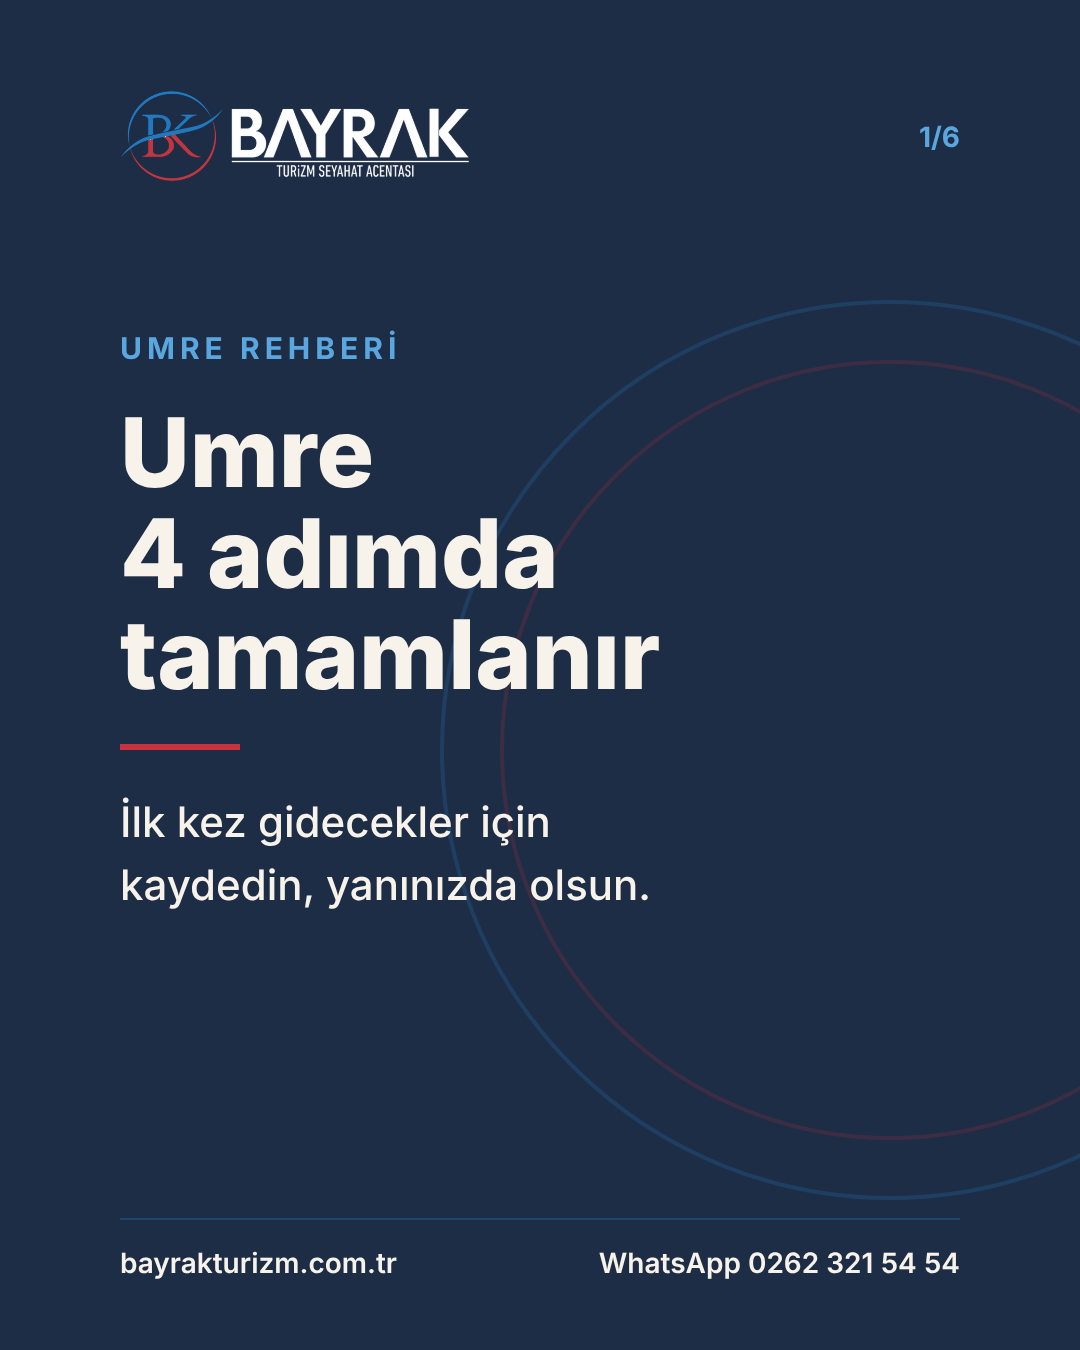 BK BAYRAK
TURİZM SEYAHAT ACENTASI
1/6
UMRE REHBERİ
Umre
4 adımda
tamamlanır
İlk kez gidecekler için
kaydedin, yanınızda olsun.
bayrakturizm.com.tr
WhatsApp 0262 321 54 54